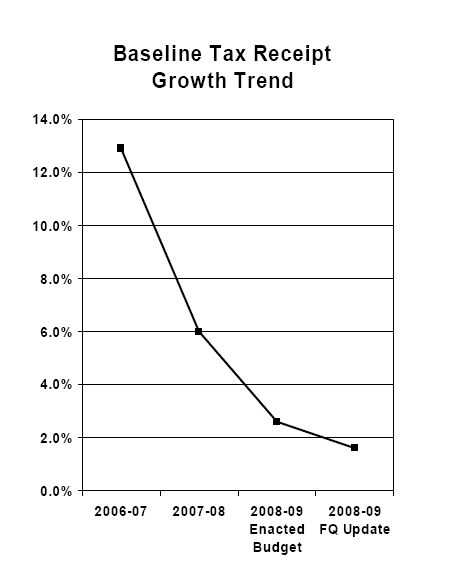 Baseline Tax Receipt
Growth Trend
14.0%
12.0%
10.0%
8.0%
6.0%
4.0%
2.0%
0.0%
2006-07 2007-08 2008-09 2008-09
Enacted FQ Update
Budget